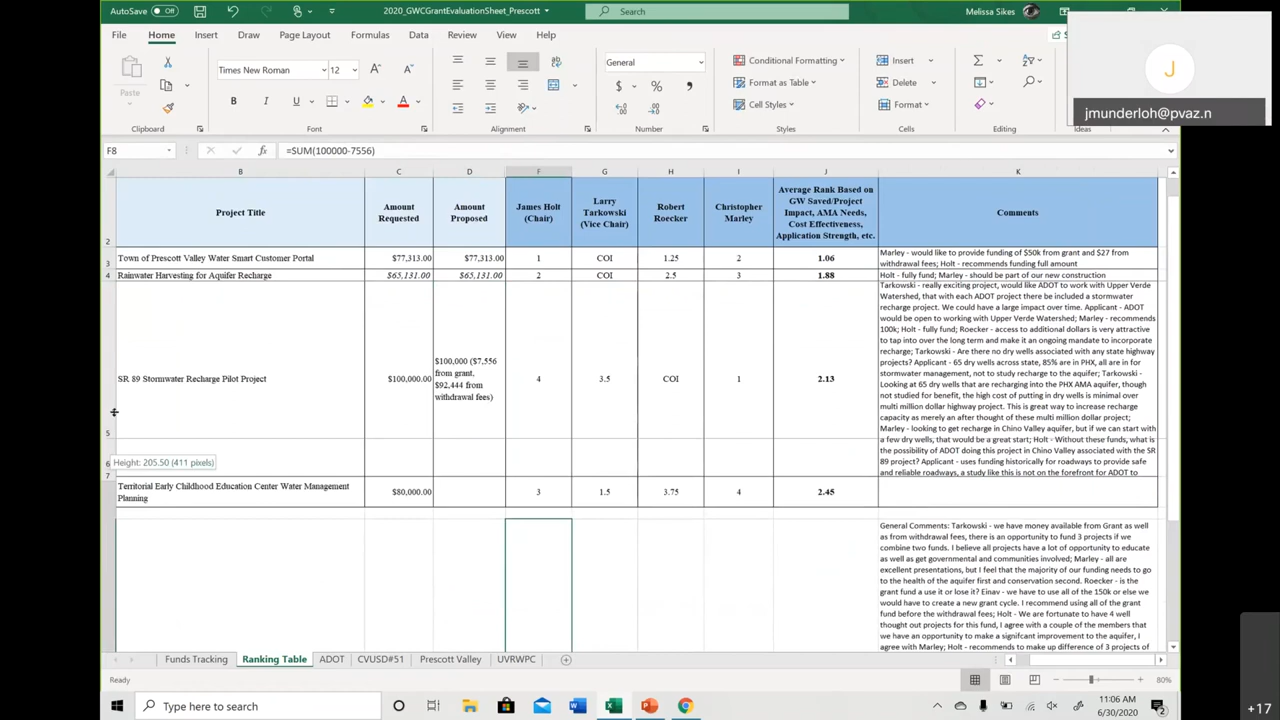 AutoSave Off
2020_GWCGrantEvaluationSheet_Prescott
Search
Melissa Sikes
J
jmunderloh@pvaz.n
File Home Insert Draw Page Layout Formulas Data Review View Help
Paste
Times New Roman 12
B I U
General
$ % ,
Conditional Formatting
Format as Table
Cell Styles
Insert
Delete
Format
Clipboard Font Alignment Number Styles Cells Editing Ideas
F8 fx =SUM(100000-7556)
B C D F G H I J K
2 Project Title
Amount Requested
Amount Proposed
James Holt (Chair)
Larry Tarkowski (Vice Chair)
Robert Roecker
Christopher Marley
Average Rank Based on
GW Saved/Project
Impact, AMA Needs,
Cost Effectiveness,
Application Strength, etc.
Comments
3 Town of Prescott Valley Water Smart Customer Portal $77,313.00 $77,313.00 1 COI 1.25 2 1.06
Marley - would like to provide funding of $50k from grant and $27 from
withdrawal fees; Holt - recommends funding full amount
4 Rainwater Harvesting for Aquifer Recharge $65,131.00 $65,131.00 2 COI 2.5 3 1.88 Holt - fully fund; Marley - should be part of our new construction
5 SR 89 Stormwater Recharge Pilot Project $100,000.00
$100,000 ($7,556
from grant,
$92,444 from
withdrawal fees)
4 3.5 COI 1 2.13
Tarkowski - really exciting project, would like ADOT to work with Upper Verde
Watershed, that with each ADOT project there be included a stormwater
recharge project. We could have a large impact over time. Applicant - ADOT
would be open to working with Upper Verde Watershed; Marley - recommends
100k; Holt - fully fund; Roecker - access to additional dollars is very attractive
to tap into over the long term and make it an ongoing mandate to incorporate
recharge; Tarkowski - Are there no dry wells associated with any state highway
projects? Applicant - 65 dry wells across state, 85% are in PHX, all are in for
stormwater management, not to study recharge to the aquifer; Tarkowski -
Looking at 65 dry wells that are recharging into the PHX AMA aquifer, though
not studied for benefit, the high cost of putting in dry wells is minimal over
multi million dollar highway project. This is great way to increase recharge
capacity as merely an after thought of these multi million dollar project;
Marley - looking to get recharge in Chino Valley aquifer, but if we can start with
a few dry wells, that would be a great start; Holt - Without these funds, what is
the possibility of ADOT doing this project in Chino Valley associated with the SR
89 project? Applicant - uses funding historically for roadways to provide safe
and reliable roadways, a study like this is not on the forefront for ADOT to
6
Height: 205.50 (411 pixels)
7
Territorial Early Childhood Education Center Water Management
Planning
$80,000.00 3 1.5 3.75 4 2.45
General Comments: Tarkowski - we have money available from Grant as well
as from withdrawal fees, there is an opportunity to fund 3 projects if we
combine two funds. I believe all projects have a lot of opportunity to educate
as well as get governmental and communities involved; Marley - all are
excellent presentations, but I feel that the majority of our funding needs to go
to the health of the aquifer first and conservation second. Roecker - is the
grant fund a use it or lose it? Einav - we have to use all of the 150k or else we
would have to create a new grant cycle. I recommend using all of the grant
fund before the withdrawal fees; Holt - We are fortunate to have 4 well
thought out projects for this fund, I agree with a couple of the members that
we have an opportunity to make a signifcant improvement to the aquifer, I
agree with Marley; Holt - recommends to make up difference of 3 projects of
Funds Tracking Ranking Table ADOT CVUSD#51 Prescott Valley UVRWPC
Ready 80%
Type here to search
11:06 AM
6/30/2020
2
+17